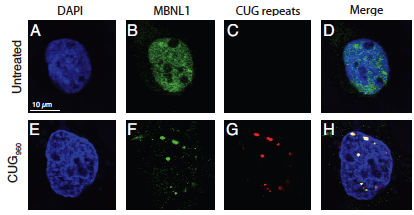 DAPI MBNL1 CUG repeats Merge
Untreated
A B C D
10 µm
CUG960
E F G H